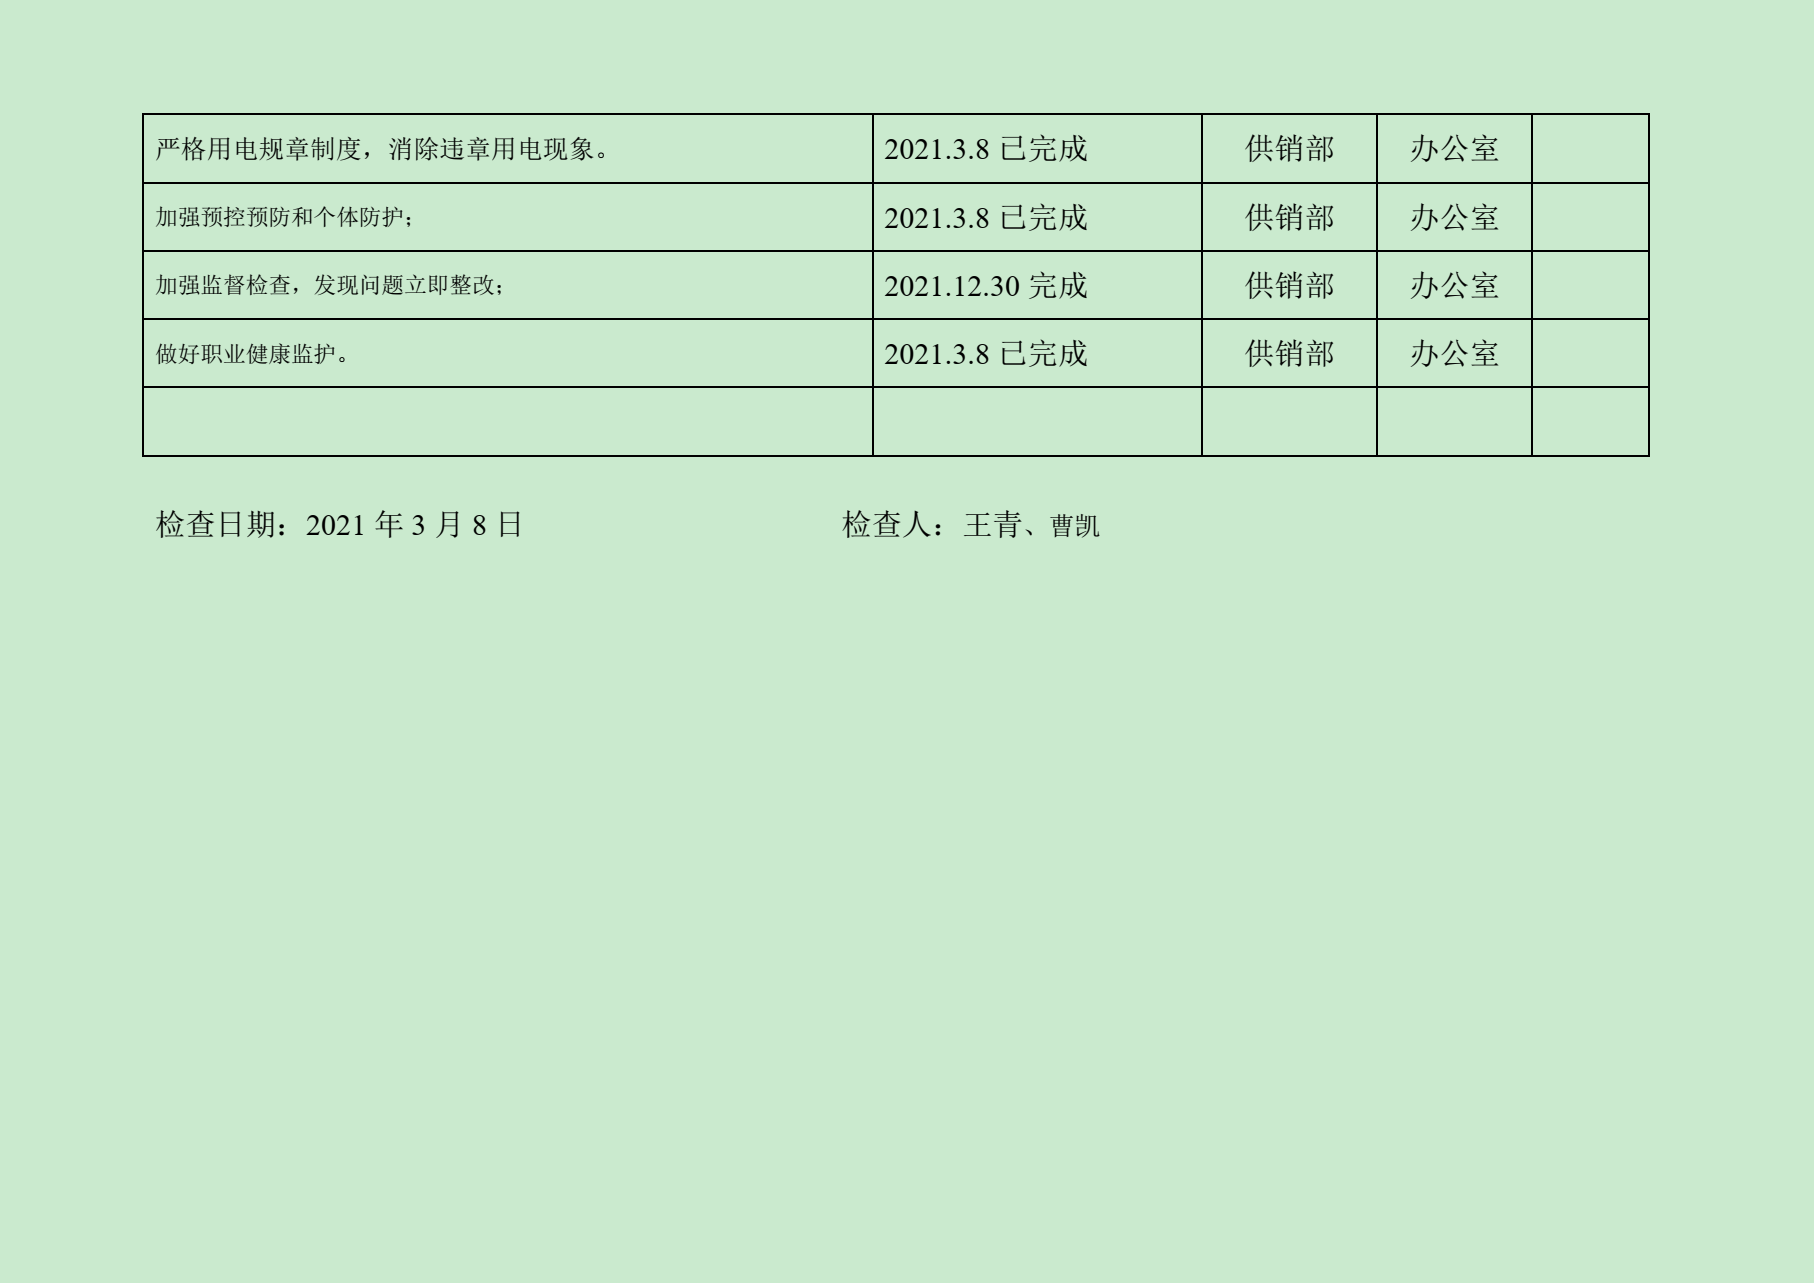 严格用电规章制度，消除违章用电现象。 2021.3.8 已完成 供销部 办公室
加强预控预防和个体防护； 2021.3.8 已完成 供销部 办公室
加强监督检查，发现问题立即整改； 2021.12.30 完成 供销部 办公室
做好职业健康监护。 2021.3.8 已完成 供销部 办公室
检查日期：2021 年 3 月 8 日 检查人：王青、曹凯